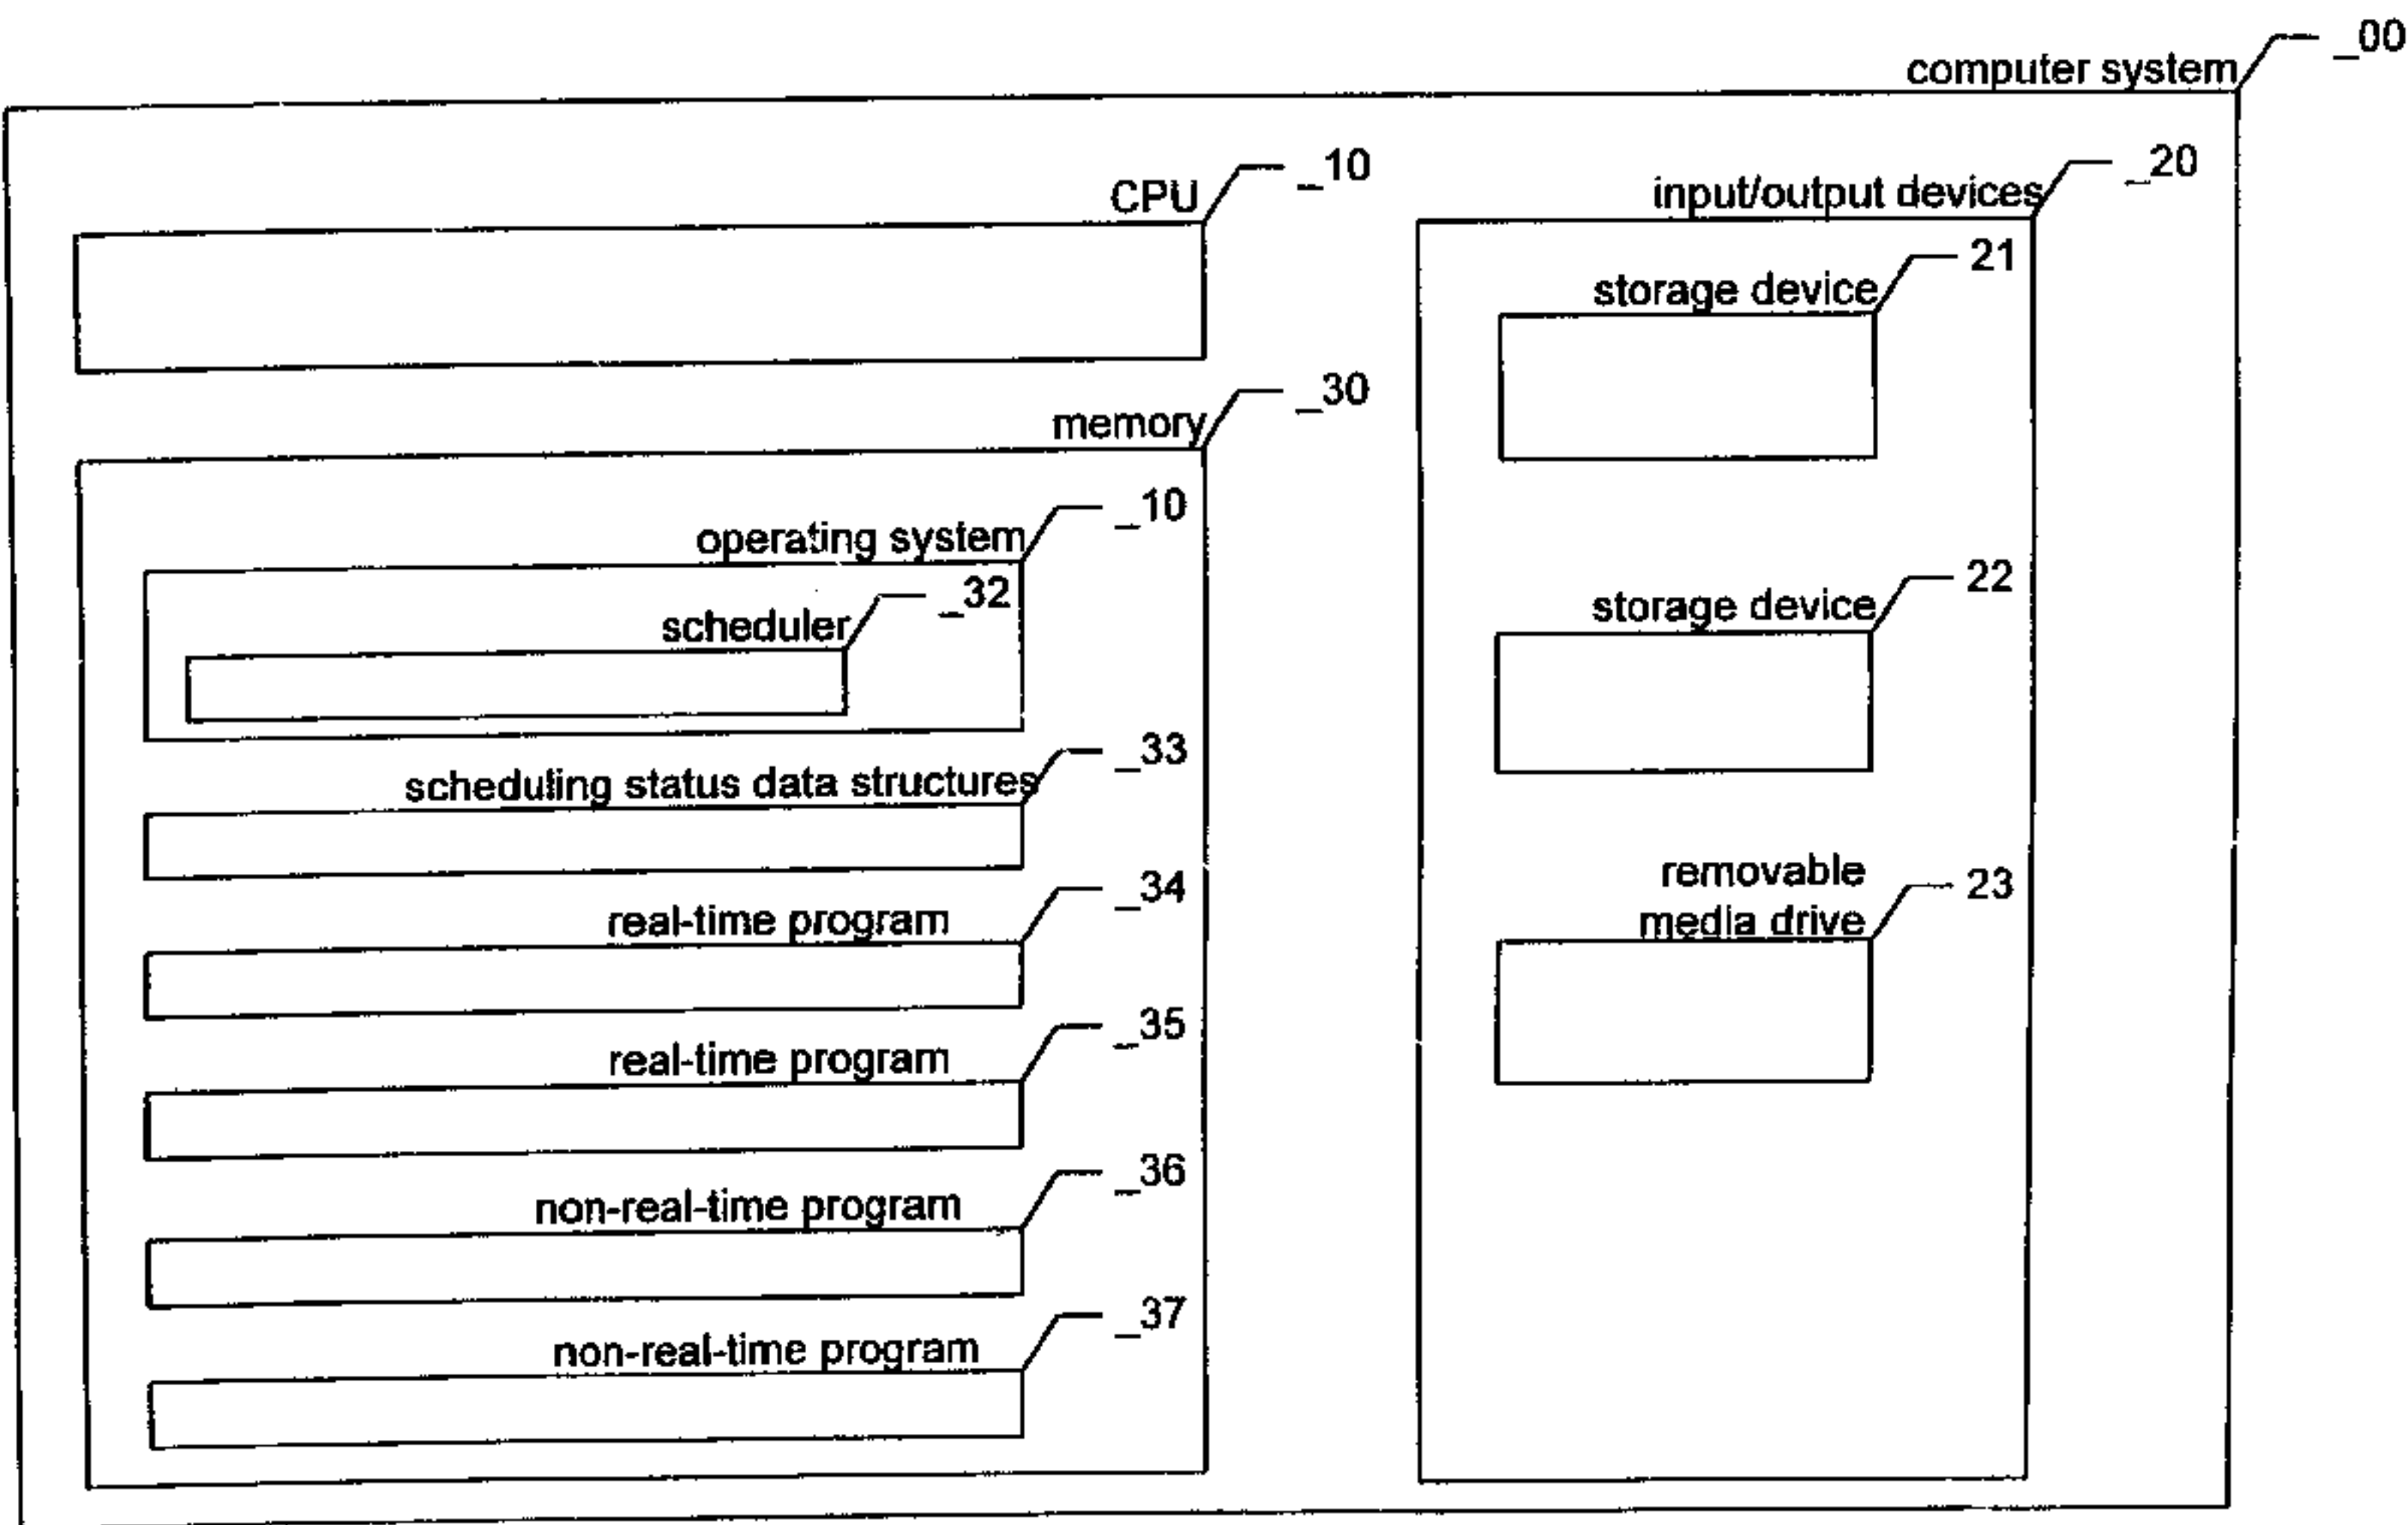 computer system _00
CPU _10
memory _30
operating system _10
scheduler _32
scheduling status data structures _33
real-time program _34
real-time program _35
non-real-time program _36
non-real-time program _37
input/output devices _20
storage device 21
storage device 22
removable
media drive 23